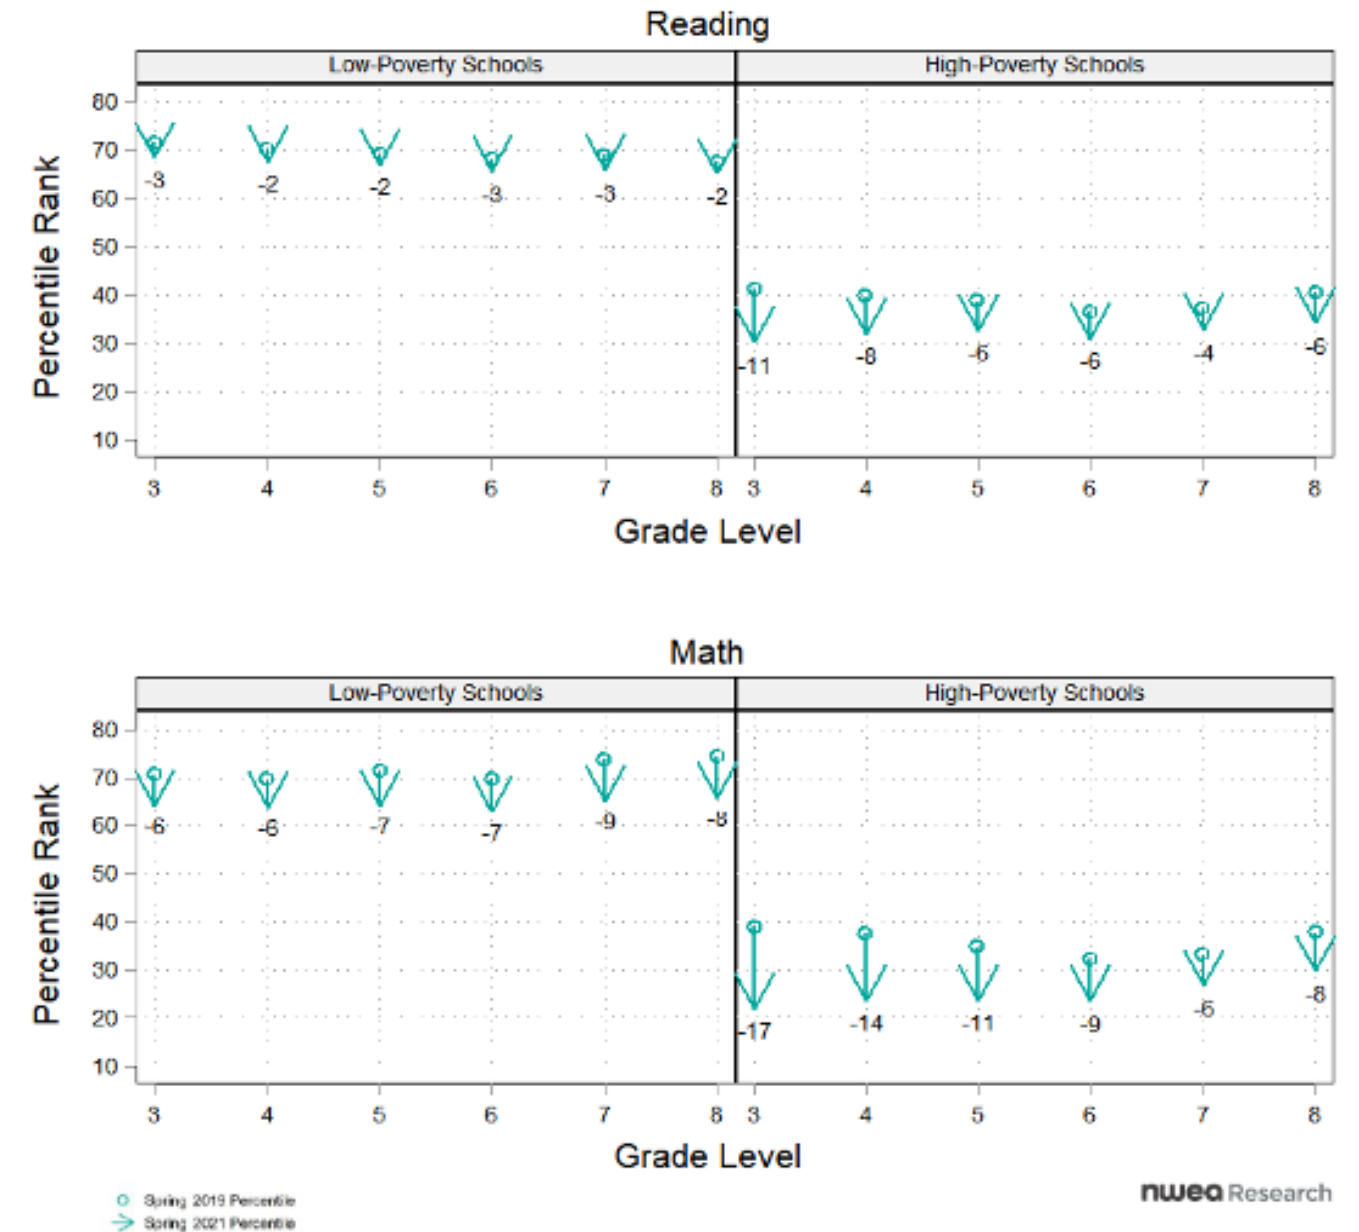 Reading
Low-Poverty Schools High-Poverty Schools
Percentile Rank
80
70
60
50
40
30
20
10
-3 -2 -2 -3 -3 -2 -11 -8 -6 -6 -4 -6
3 4 5 6 7 8 3 4 5 6 7 8
Grade Level
Math
Low-Poverty Schools High-Poverty Schools
Percentile Rank
80
70
60
50
40
30
20
10
-6 -6 -7 -7 -9 -8 -17 -14 -11 -9 -6 -8
3 4 5 6 7 8 3 4 5 6 7 8
Grade Level
Spring 2019 Percentile
Spring 2021 Percentile
nwea Research